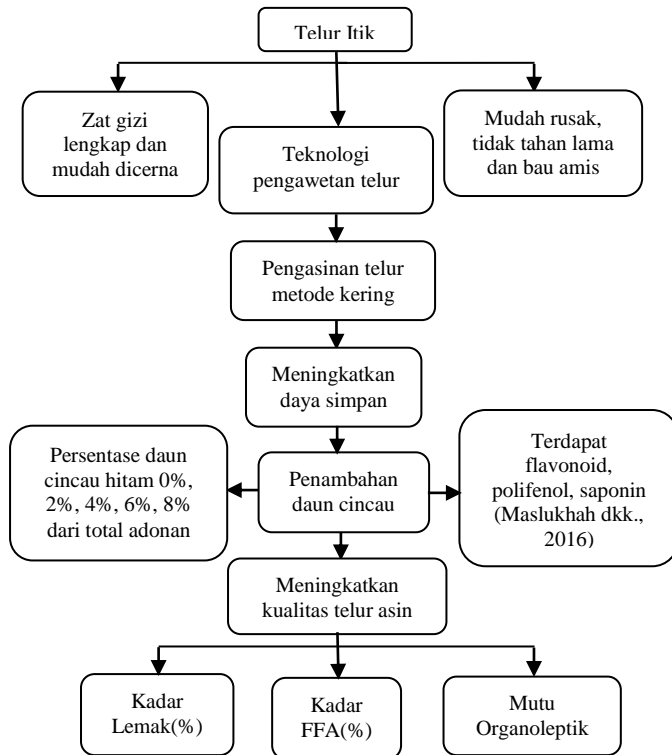 Telur Itik
Zat gizi
lengkap dan
mudah dicerna
Teknologi
pengawetan telur
Mudah rusak,
tidak tahan lama
dan bau amis
Pengasinan telur
metode kering
Meningkatkan
daya simpan
Persentase daun
cincau hitam 0%,
2%, 4%, 6%, 8%
dari total adonan
Penambahan
daun cincau
Terdapat
flavonoid,
polifenol, saponin
(Maslukhah dkk.,
2016)
Meningkatkan
kualitas telur asin
Kadar
Lemak(%)
Kadar
FFA(%)
Mutu
Organoleptik